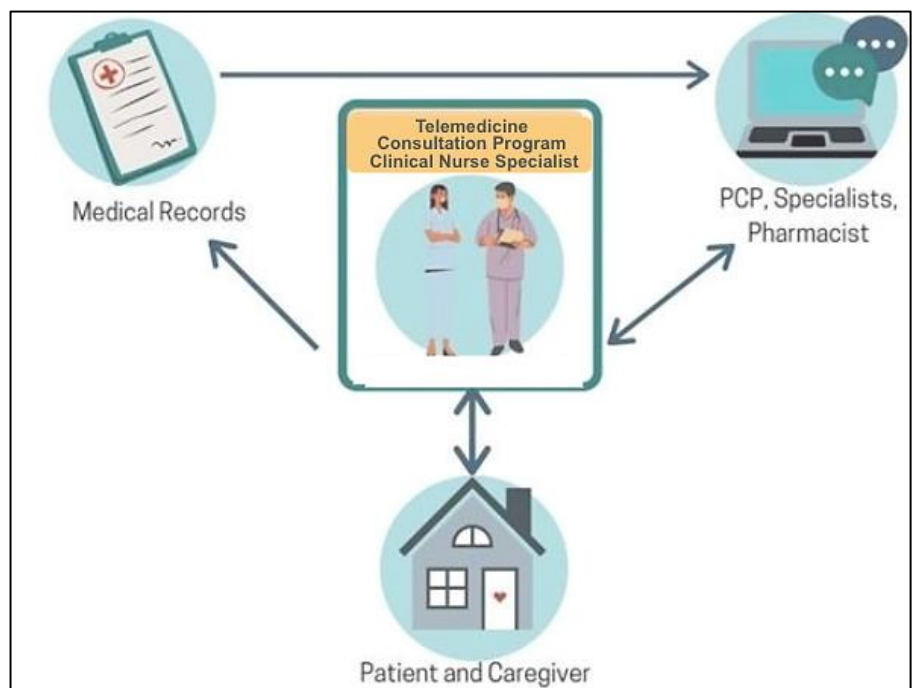 Telemedicine
Consultation Program
Clinical Nurse Specialist
Medical Records
PCP, Specialists,
Pharmacist
Patient and Caregiver